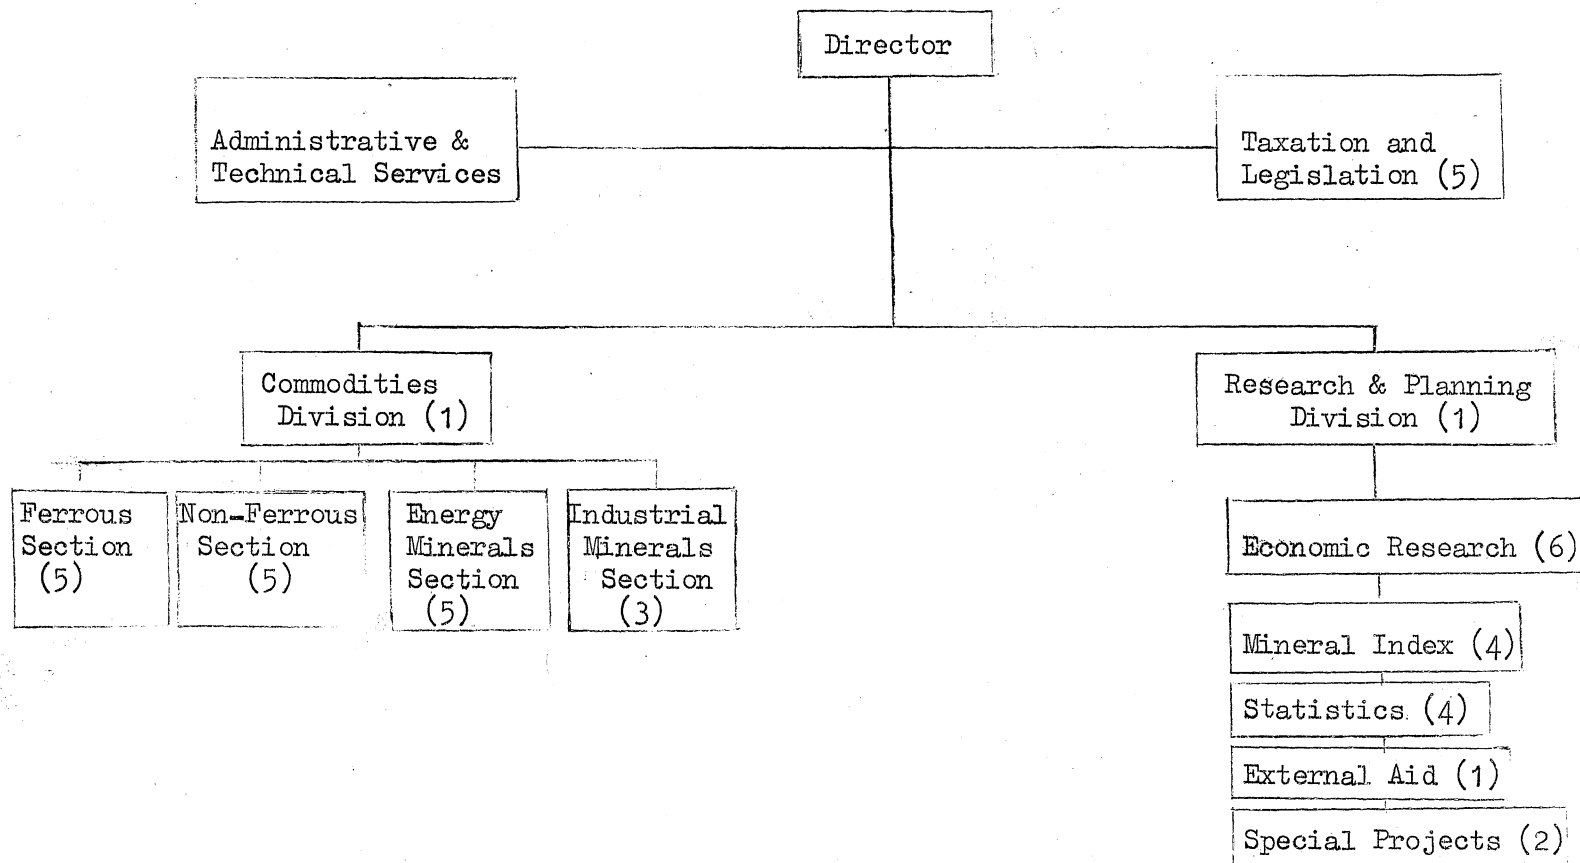 Director
Administrative &
Technical Services
Taxation and
Legislation (5)
Commodities
Division (1)
Research & Planning
Division (1)
Ferrous
Section
(5)
Non-Ferrous
Section
(5)
Energy
Minerals
Section
(5)
Industrial
Minerals
Section
(3)
Economic Research (6)
Mineral Index (4)
Statistics (4)
External Aid (1)
Special Projects (2)